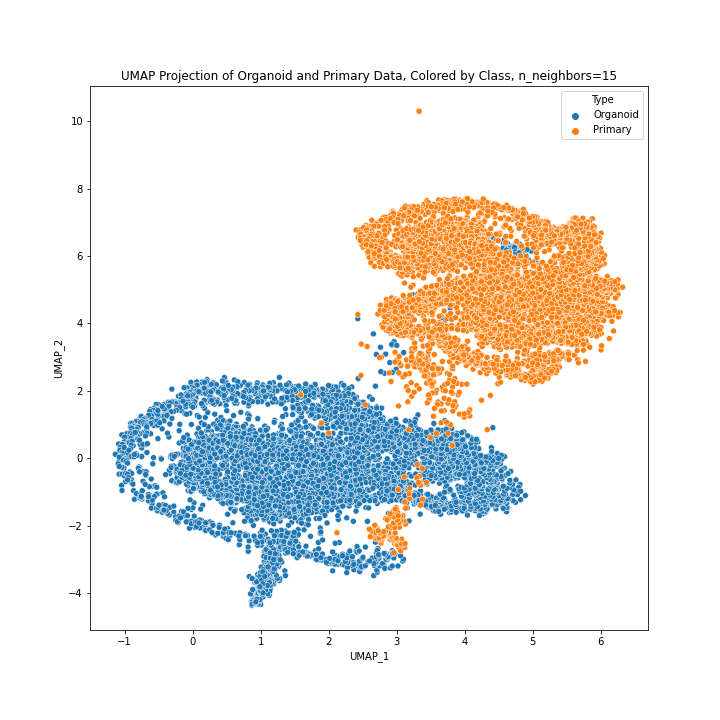 UMAP Projection of Organoid and Primary Data, Colored by Class, n_neighbors=15
Type
Organoid
Primary
10
8
6
4
2
0
−2
−4
UMAP_2
−1
0
1
2
3
4
5
6
UMAP_1